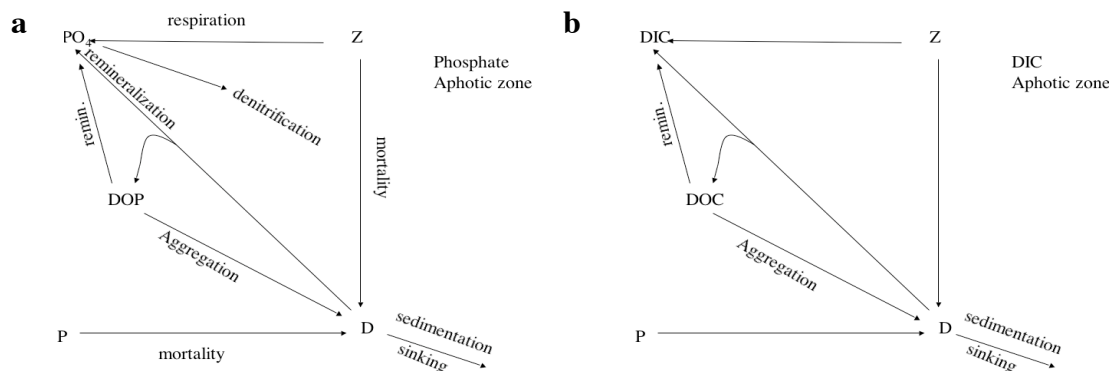 a
PO4
respiration
Z
Phosphate
Aphotic zone
remineralization
denitrification
remin.
mortality
DOP
Aggregation
P
mortality
D
sedimentation
sinking
b
DIC
Z
DIC
Aphotic zone
remin.
DOC
Aggregation
P
D
sedimentation
sinking